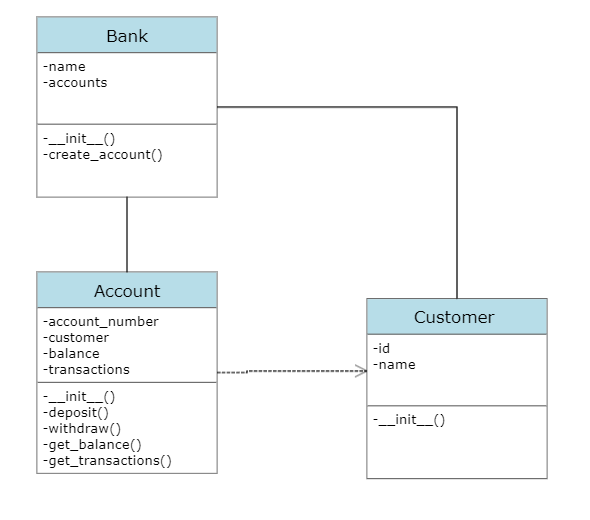 Bank
-name
-accounts
-__init__()
-create_account()
Account
-account_number
-customer
-balance
-transactions
-__init__()
-deposit()
-withdraw()
-get_balance()
-get_transactions()
Customer
-id
-name
-__init__()